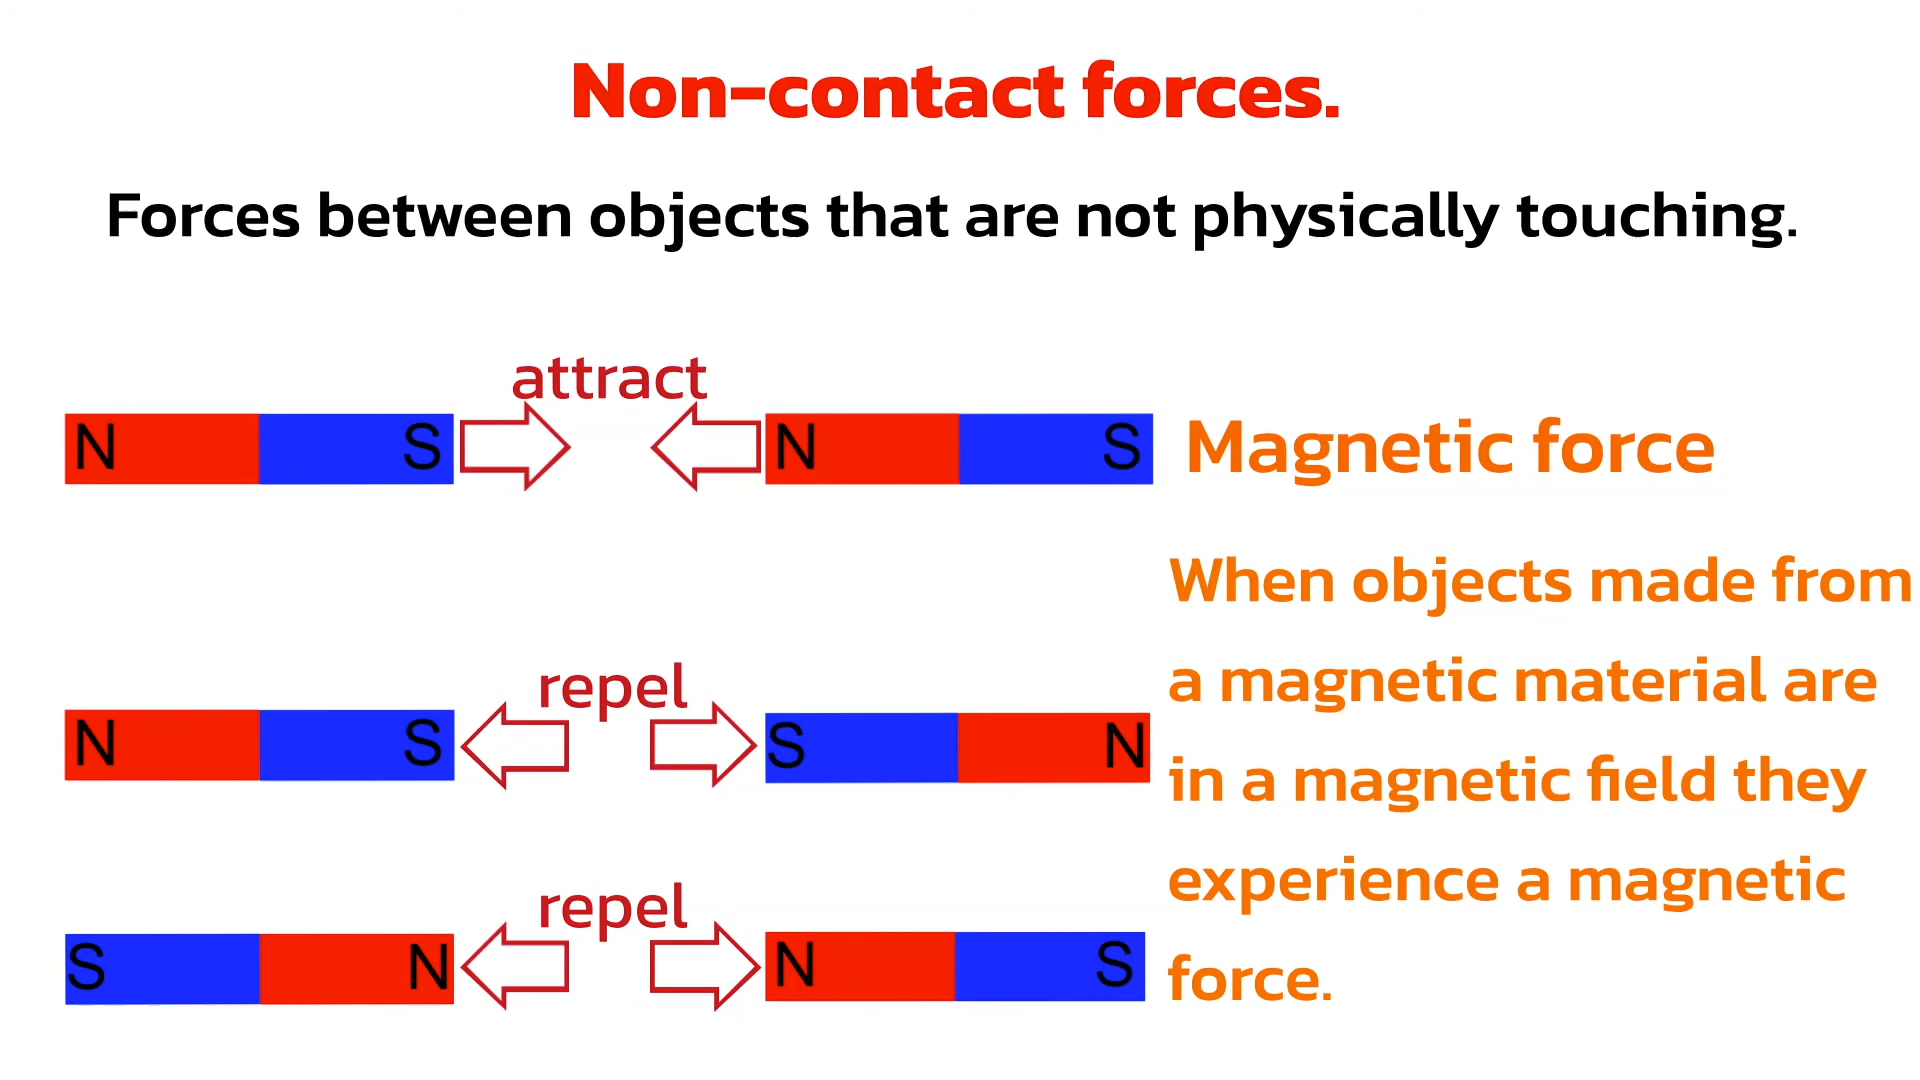 Non-contact forces.
Forces between objects that are not physically touching.
attract
N S N S Magnetic force
When objects made from
a magnetic material are
in a magnetic field they
experience a magnetic
force.
repel
N S S N
repel
S N N S